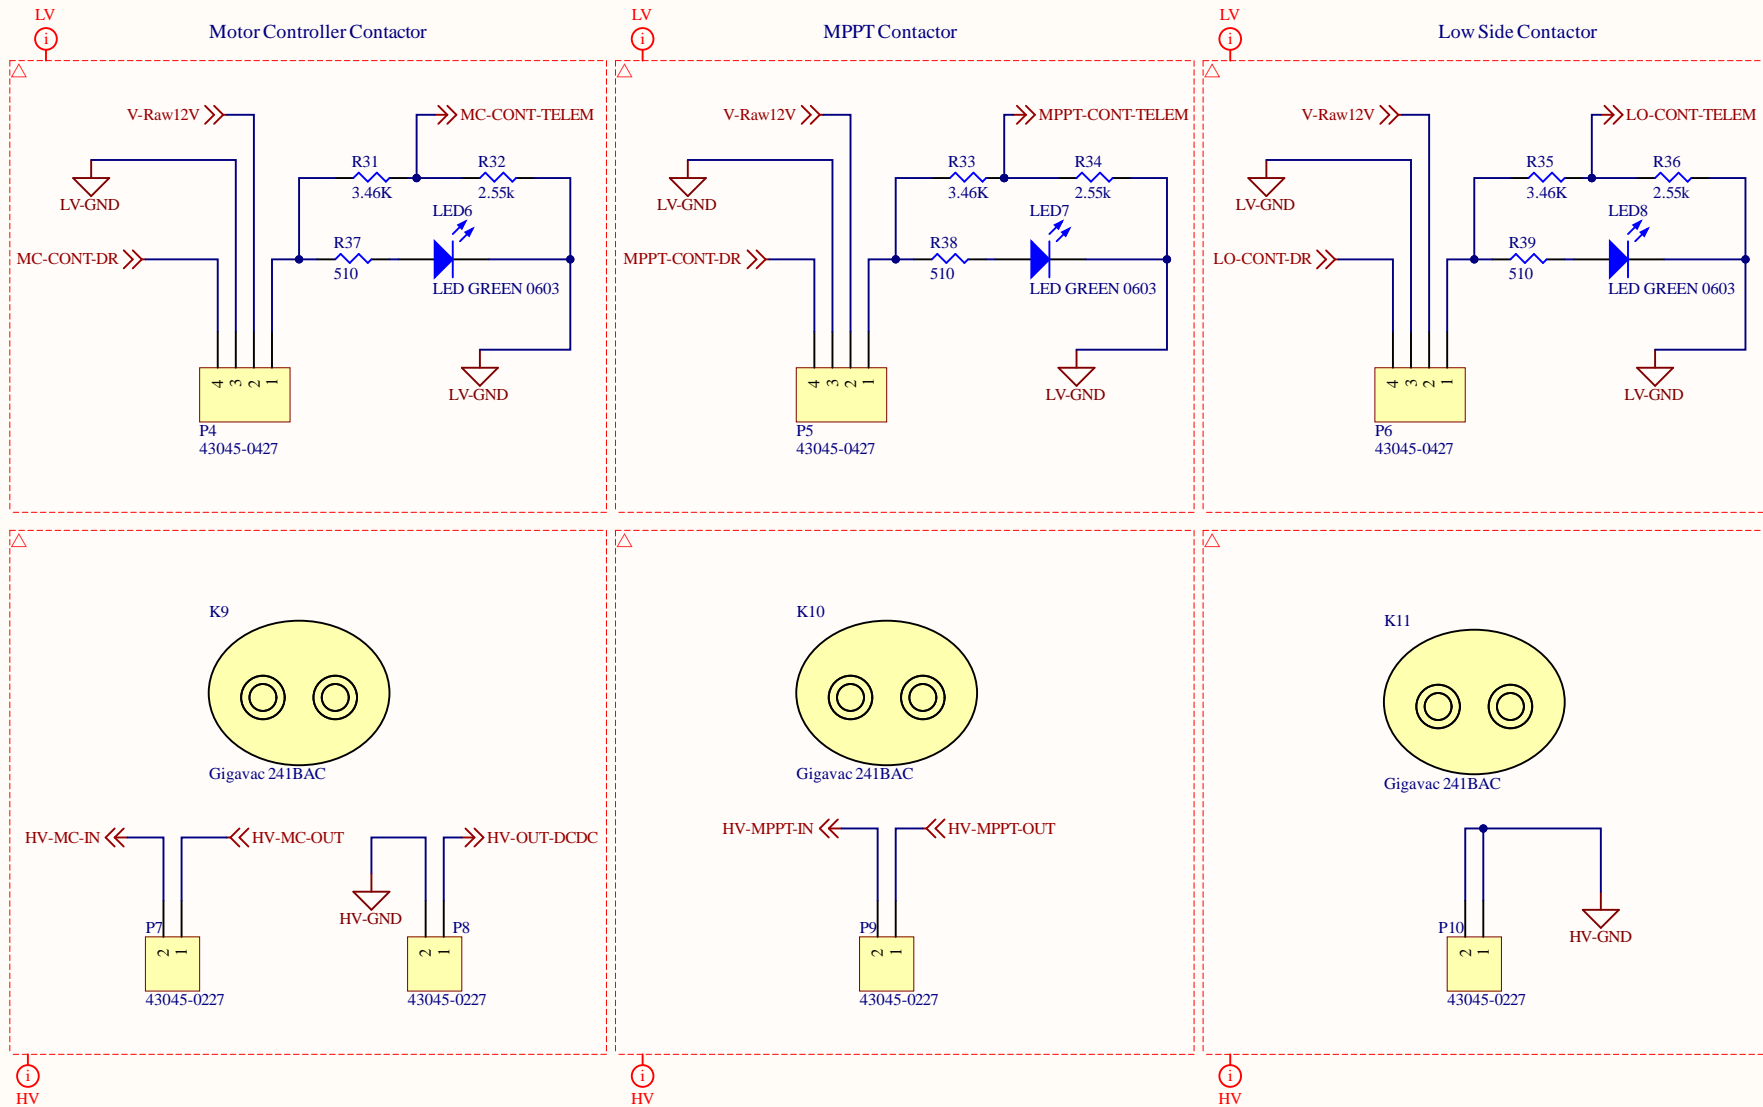 LV
i
Motor Controller Contactor
V-Raw12V
MC-CONT-TELEM
R31
3.46K
R32
2.55k
LV-GND
MC-CONT-DR
R37
510
LED6
LED GREEN 0603
LV-GND
4
3
2
1
P4
43045-0427
LV
i
MPPT Contactor
V-Raw12V
MPPT-CONT-TELEM
R33
3.46K
R34
2.55k
LV-GND
MPPT-CONT-DR
R38
510
LED7
LED GREEN 0603
LV-GND
4
3
2
1
P5
43045-0427
LV
i
Low Side Contactor
V-Raw12V
LO-CONT-TELEM
R35
3.46K
R36
2.55k
LV-GND
LO-CONT-DR
R39
510
LED8
LED GREEN 0603
LV-GND
4
3
2
1
P6
43045-0427
K9
Gigavac 241BAC
HV-MC-IN
HV-MC-OUT
P7
2
1
43045-0227
HV-OUT-DCDC
HV-GND
P8
2
1
43045-0227
i
HV
K10
Gigavac 241BAC
HV-MPPT-IN
HV-MPPT-OUT
P9
2
1
43045-0227
i
HV
K11
Gigavac 241BAC
HV-GND
P10
2
1
43045-0227
i
HV